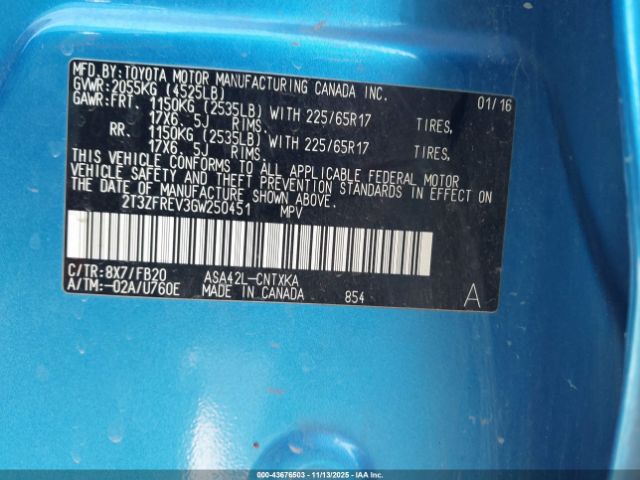 MFD.BY:TOYOTA MOTOR MANUFACTURING CANADA INC.
GVWR:2055KG (4525LB) 01/16
GAWR:FRT. 1150KG (2535LB) WITH 225/65R17 TIRES,
17X6. 5J RIMS.
RR. 1150KG (2535LB) WITH 225/65R17 TIRES,
17X6. 5J RIMS.
THIS VEHICLE CONFORMS TO ALL APPLICABLE FEDERAL MOTOR
VEHICLE SAFETY AND THEFT PREVENTION STANDARDS IN EFFECT ON
THE DATE OF MANUFACTURE SHOWN ABOVE.
2T3ZFREV3GW250451 MPV
C/TR:8X7/FB20 ASA42L-CNTXKA
A/TM:-02A/U760E MADE IN CANADA 854 A
000-43676503 - 11/13/2025 - IAAI.COM